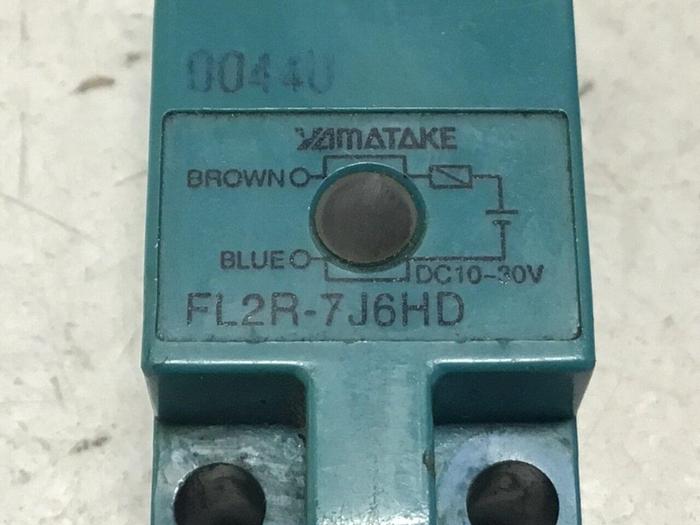 0044U
YAMATAKE
BROWN
BLUE
DC10-30V
FL2R-7J6HD